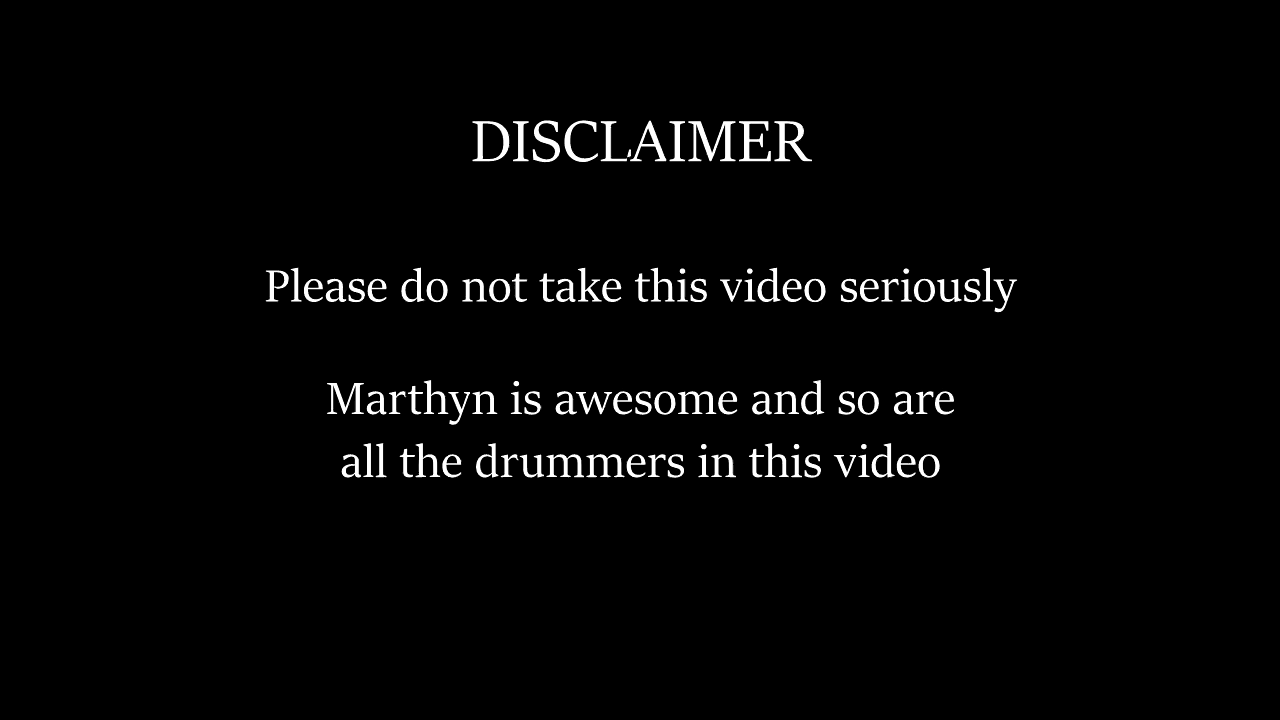 DISCLAIMER
Please do not take this video seriously
Marthyn is awesome and so are
all the drummers in this video